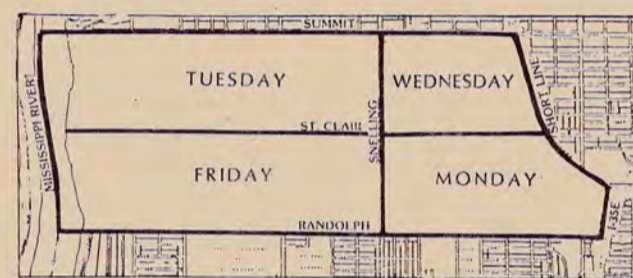 SUMMIT
TUESDAY
WEDNESDAY
SHORT LINE
MISSISSIPPI RIVER
SNELLING
ST. CLAIR
FRIDAY
MONDAY
RANDOLPH
I-35E